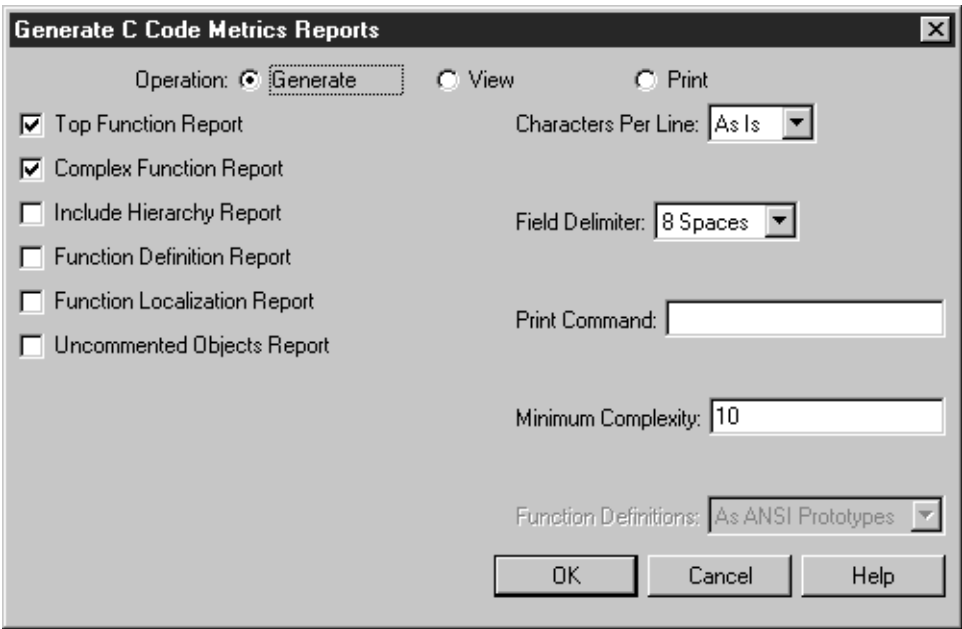 Generate C Code Metrics Reports
Operation: Generate View Print
Top Function Report
Complex Function Report
Include Hierarchy Report
Function Definition Report
Function Localization Report
Uncommented Objects Report
Characters Per Line: As Is
Field Delimiter: 8 Spaces
Print Command:
Minimum Complexity: 10
Function Definitions: As ANSI Prototypes
OK Cancel Help